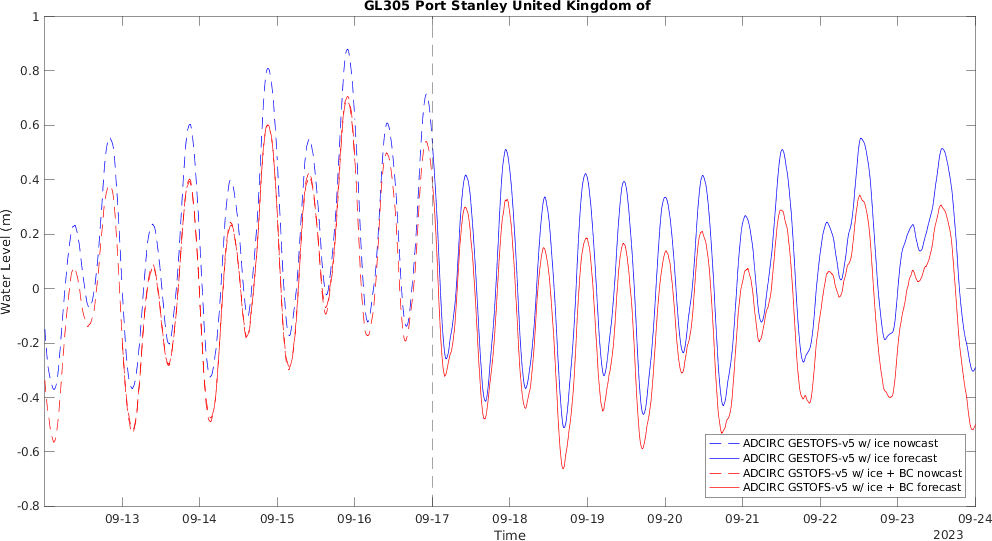 GL305 Port Stanley United Kingdom of
1
0.8
0.6
0.4
0.2
0
-0.2
-0.4
-0.6
-0.8
Water Level (m)
ADCIRC GESTOFS-v5 w/ ice nowcast
ADCIRC GESTOFS-v5 w/ ice forecast
ADCIRC GSTOFS-v5 w/ ice + BC nowcast
ADCIRC GSTOFS-v5 w/ ice + BC forecast
09-13 09-14 09-15 09-16 09-17 09-18 09-19 09-20 09-21 09-22 09-23 09-24
Time
2023